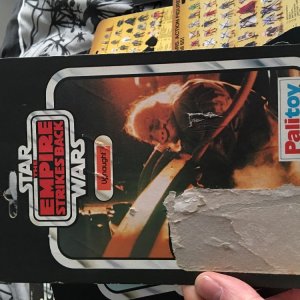 STAR
THE
EMPIRE
STRIKES BACK
WARS
Ugnaught
Palitoy